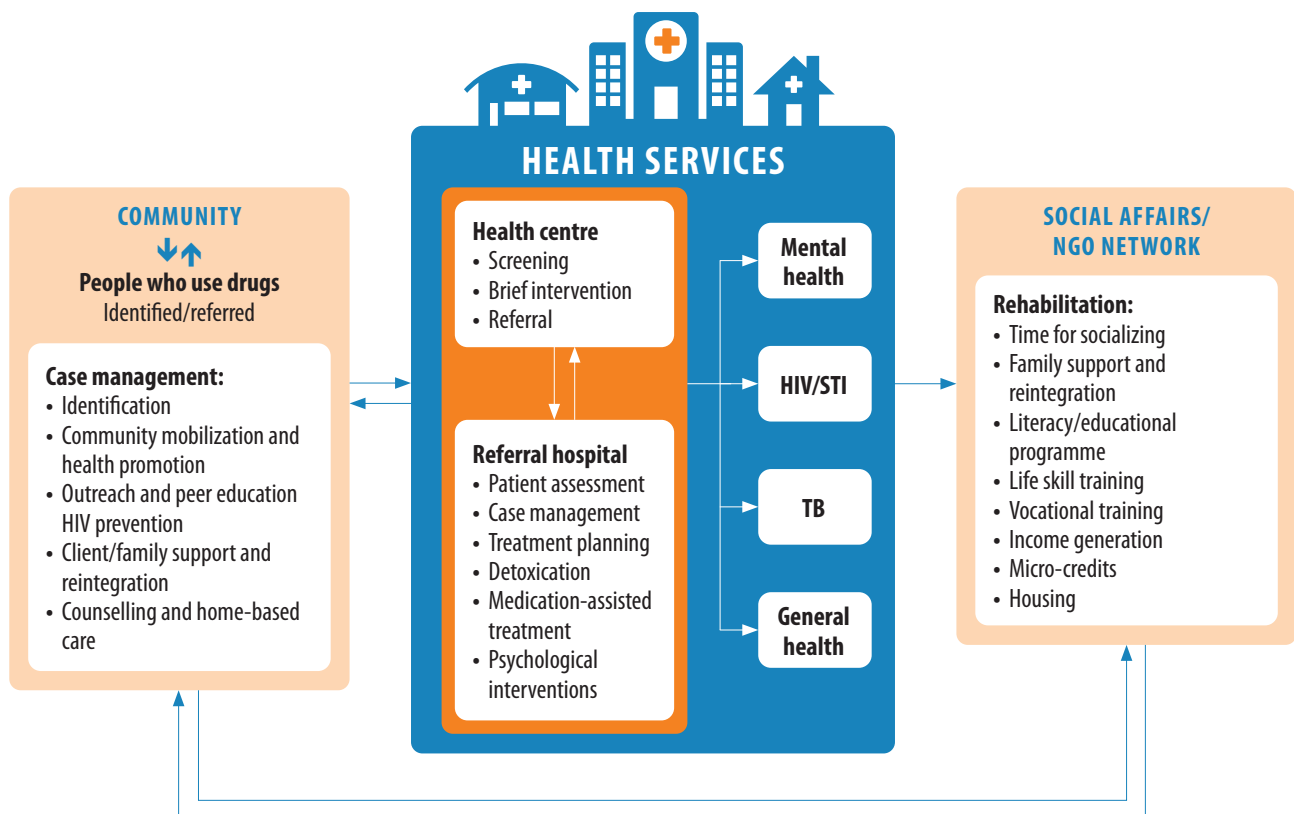 HEALTH SERVICES
COMMUNITY
People who use drugs
Identified/referred
Case management:
• Identification
• Community mobilization and
health promotion
• Outreach and peer education
HIV prevention
• Client/family support and
reintegration
• Counselling and home-based
care
Health centre
• Screening
• Brief intervention
• Referral
Referral hospital
• Patient assessment
• Case management
• Treatment planning
• Detoxication
• Medication-assisted
treatment
• Psychological
interventions
Mental
health
HIV/STI
TB
General
health
SOCIAL AFFAIRS/
NGO NETWORK
Rehabilitation:
• Time for socializing
• Family support and
reintegration
• Literacy/educational
programme
• Life skill training
• Vocational training
• Income generation
• Micro-credits
• Housing